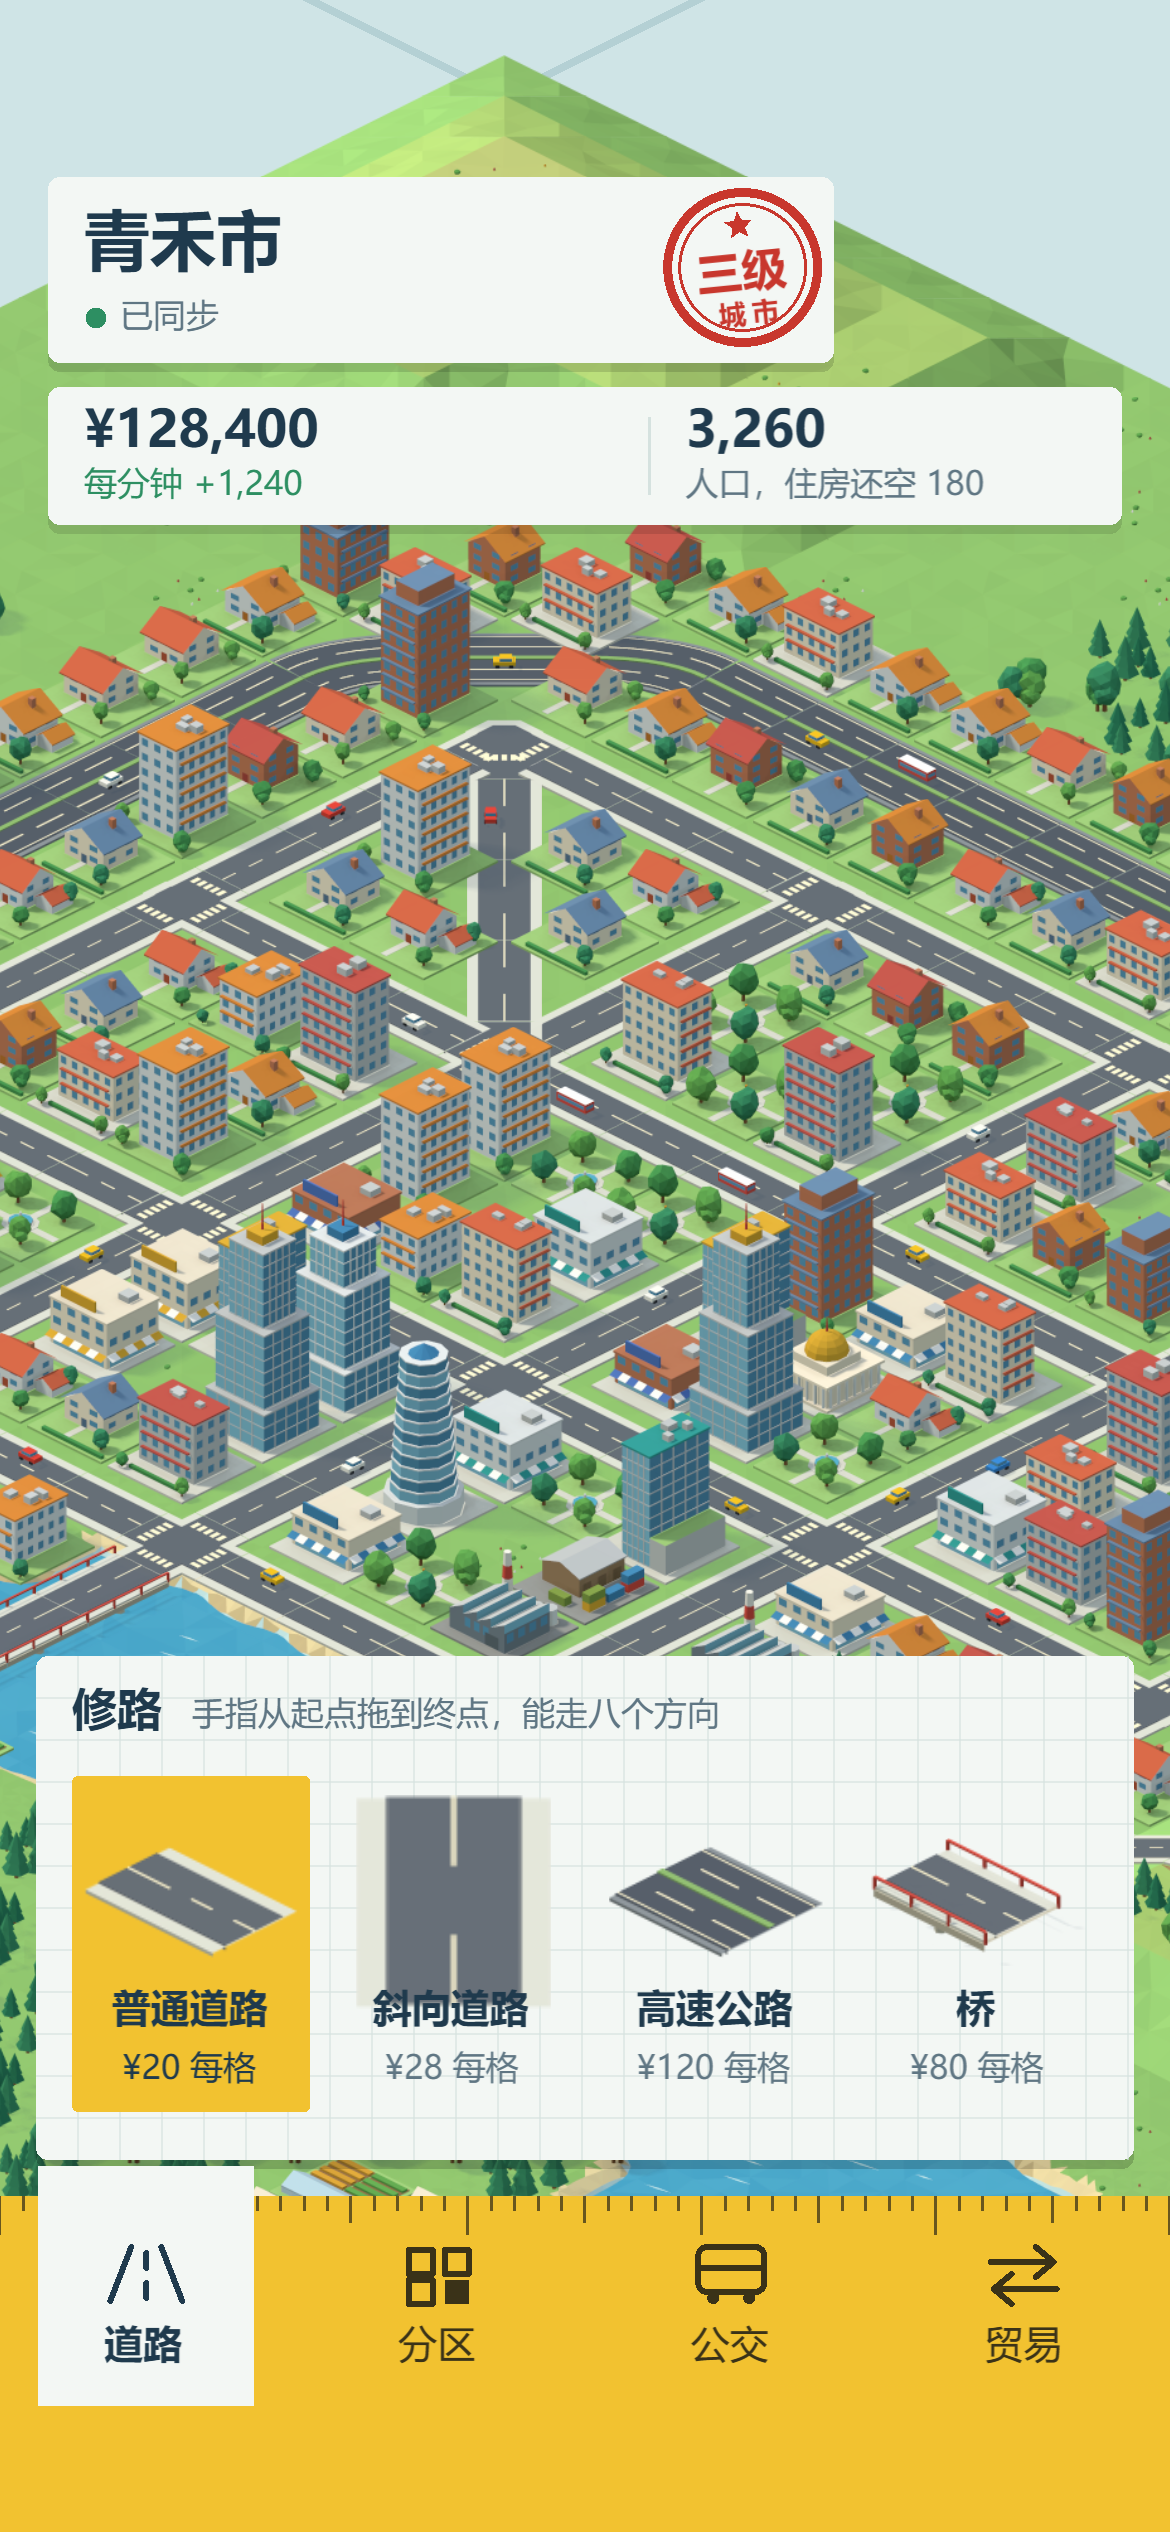 青禾市
已同步
三级
城市
¥128,400
每分钟 +1,240
3,260
人口，住房还空 180
修路 手指从起点拖到终点，能走八个方向
普通道路
¥20 每格
斜向道路
¥28 每格
高速公路
¥120 每格
桥
¥80 每格
道路
分区
公交
贸易